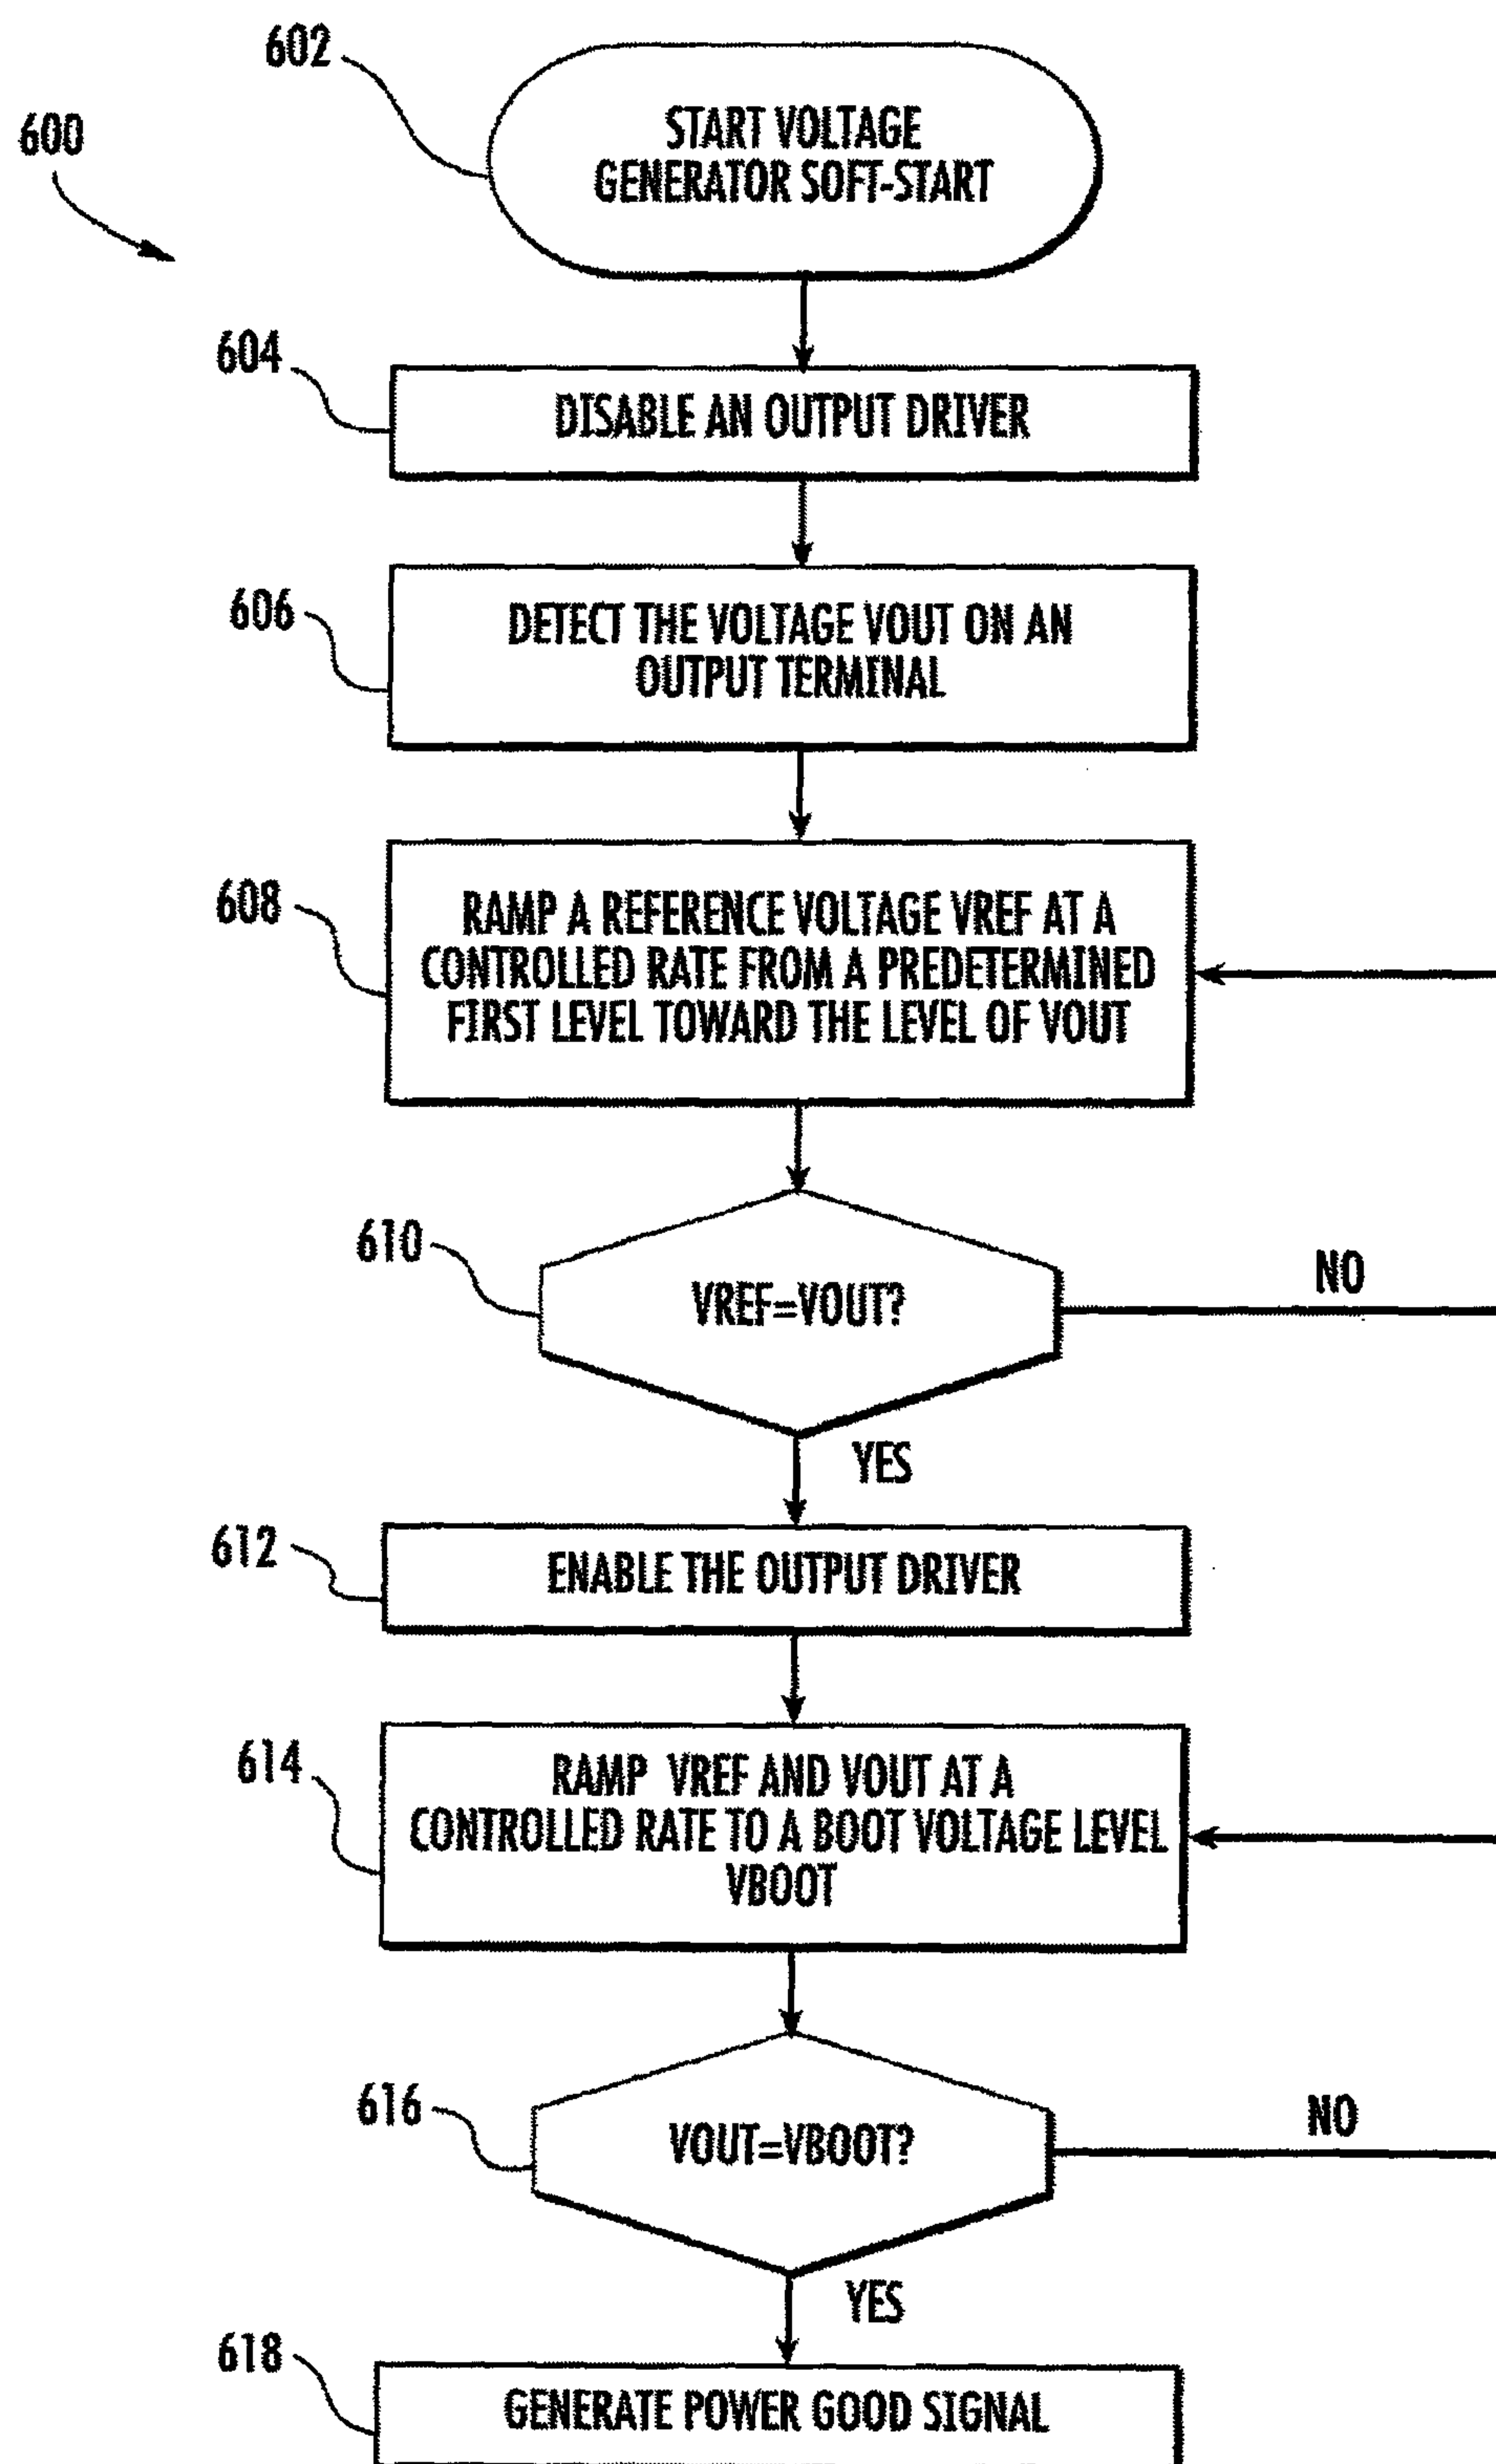 602
START VOLTAGE
GENERATOR SOFT-START
600
604
DISABLE AN OUTPUT DRIVER
606
DETECT THE VOLTAGE VOUT ON AN
OUTPUT TERMINAL
608
RAMP A REFERENCE VOLTAGE VREF AT A
CONTROLLED RATE FROM A PREDETERMINED
FIRST LEVEL TOWARD THE LEVEL OF VOUT
610
VREF=VOUT?
NO
YES
612
ENABLE THE OUTPUT DRIVER
614
RAMP VREF AND VOUT AT A
CONTROLLED RATE TO A BOOT VOLTAGE LEVEL
VBOOT
616
VOUT=VBOOT?
NO
YES
618
GENERATE POWER GOOD SIGNAL